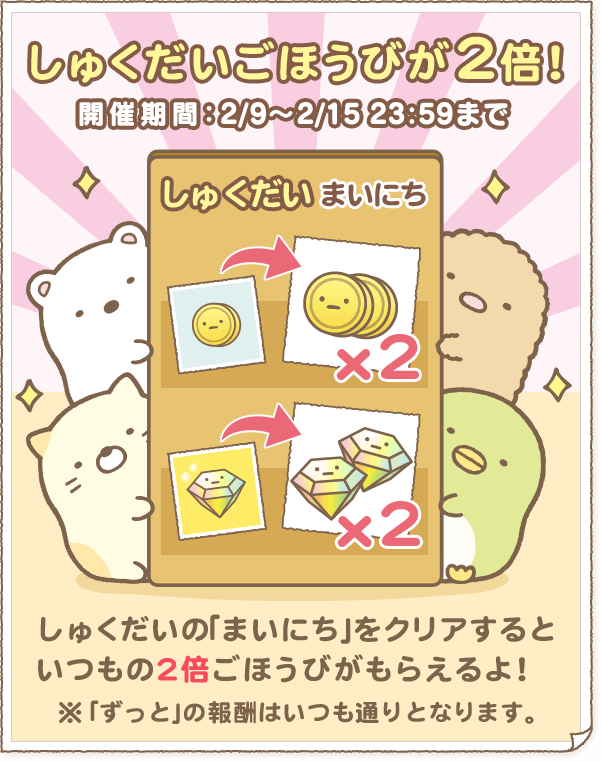 しゅくだいごほうびが2倍!
開催期間:2/9～2/15 23:59まで
しゅくだい まいにち
×2
×2
しゅくだいの「まいにち」をクリアすると
いつもの2倍ごほうびがもらえるよ!
※「ずっと」の報酬はいつも通りとなります。